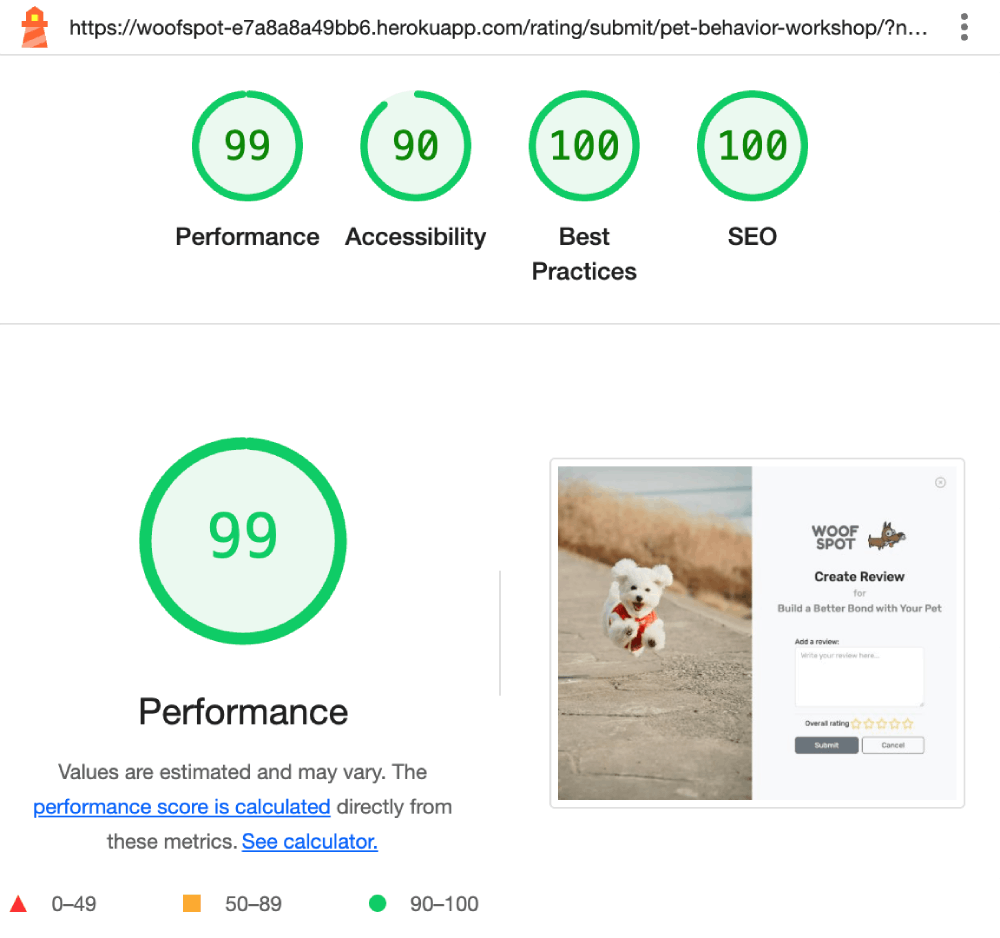 https://woofspot-e7a8a8a49bb6.herokuapp.com/rating/submit/pet-behavior-workshop/?n…
99
90
100
100
Performance
Accessibility
Best
Practices
SEO
99
Performance
Values are estimated and may vary. The
performance score is calculated directly from
these metrics. See calculator.
0–49
50–89
90–100
WOOF
SPOT
Create Review
for
Build a Better Bond with Your Pet
Add a review:
Write your review here...
Overall rating
Submit
Cancel